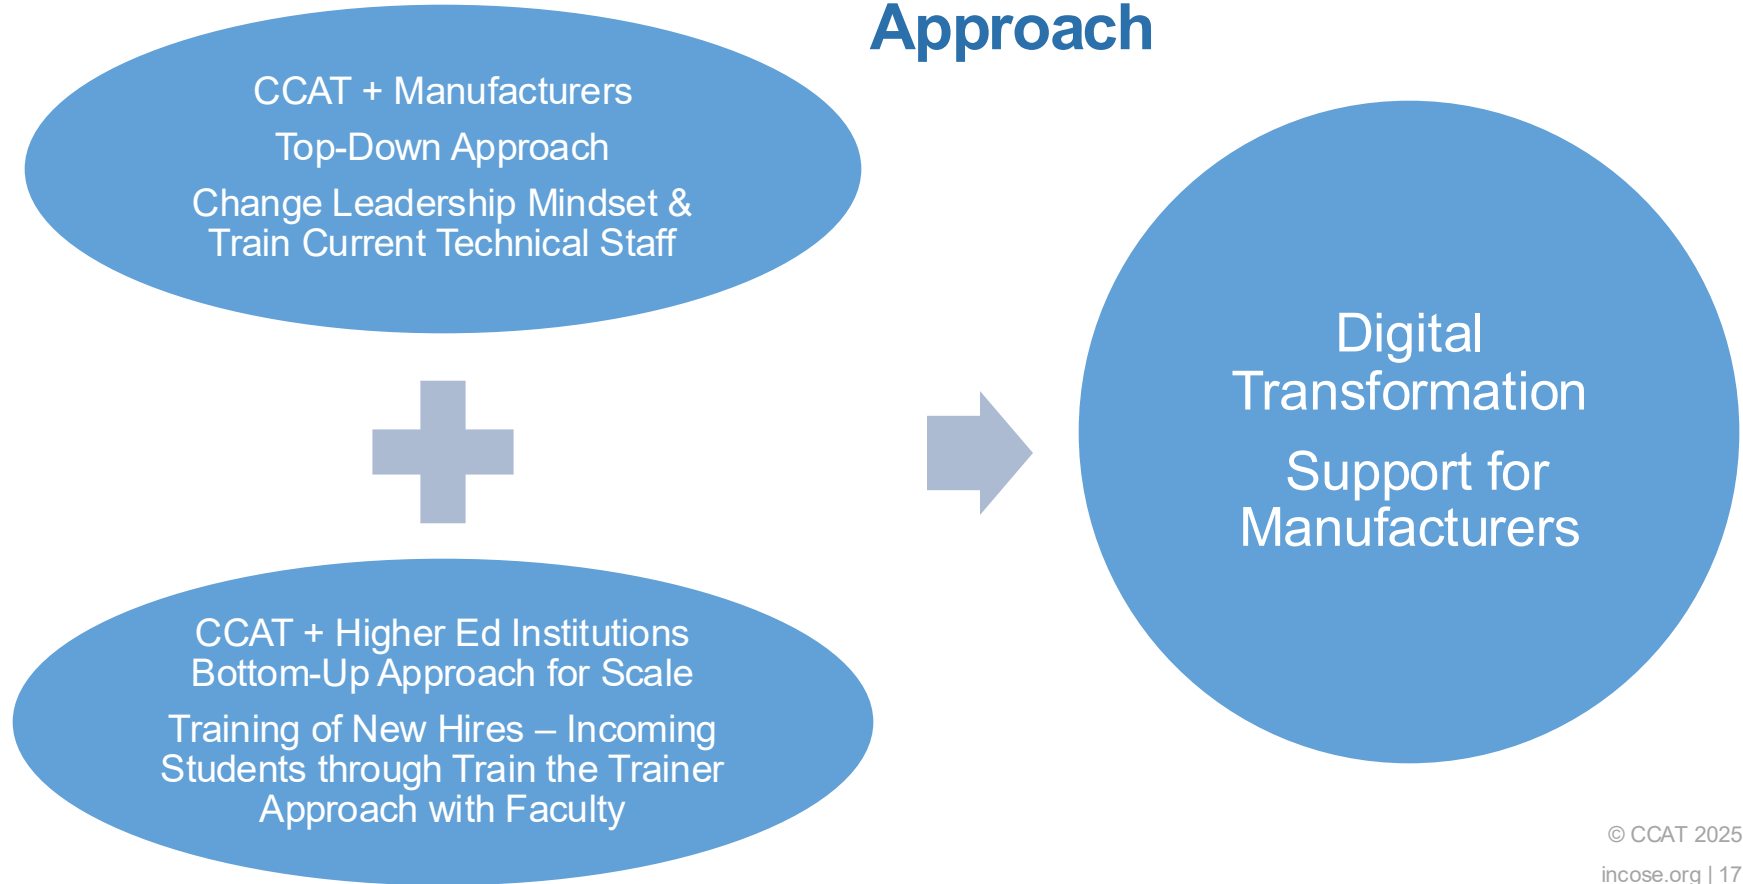 Approach
CCAT + Manufacturers
Top-Down Approach
Change Leadership Mindset &
Train Current Technical Staff
CCAT + Higher Ed Institutions
Bottom-Up Approach for Scale
Training of New Hires – Incoming
Students through Train the Trainer
Approach with Faculty
Digital
Transformation
Support for
Manufacturers
© CCAT 2025
incose.org | 17